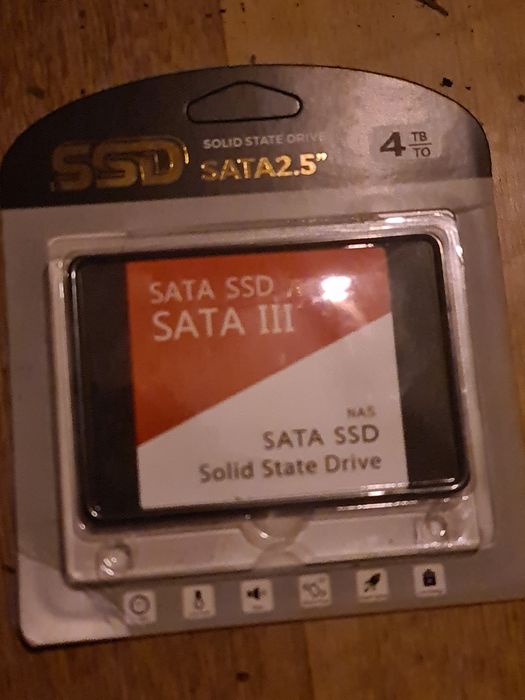 SSD
SOLID STATE DRIVE
SATA2.5"
4 TB
TO
SATA SSD
SATA III
NAS
SATA SSD
Solid State Drive